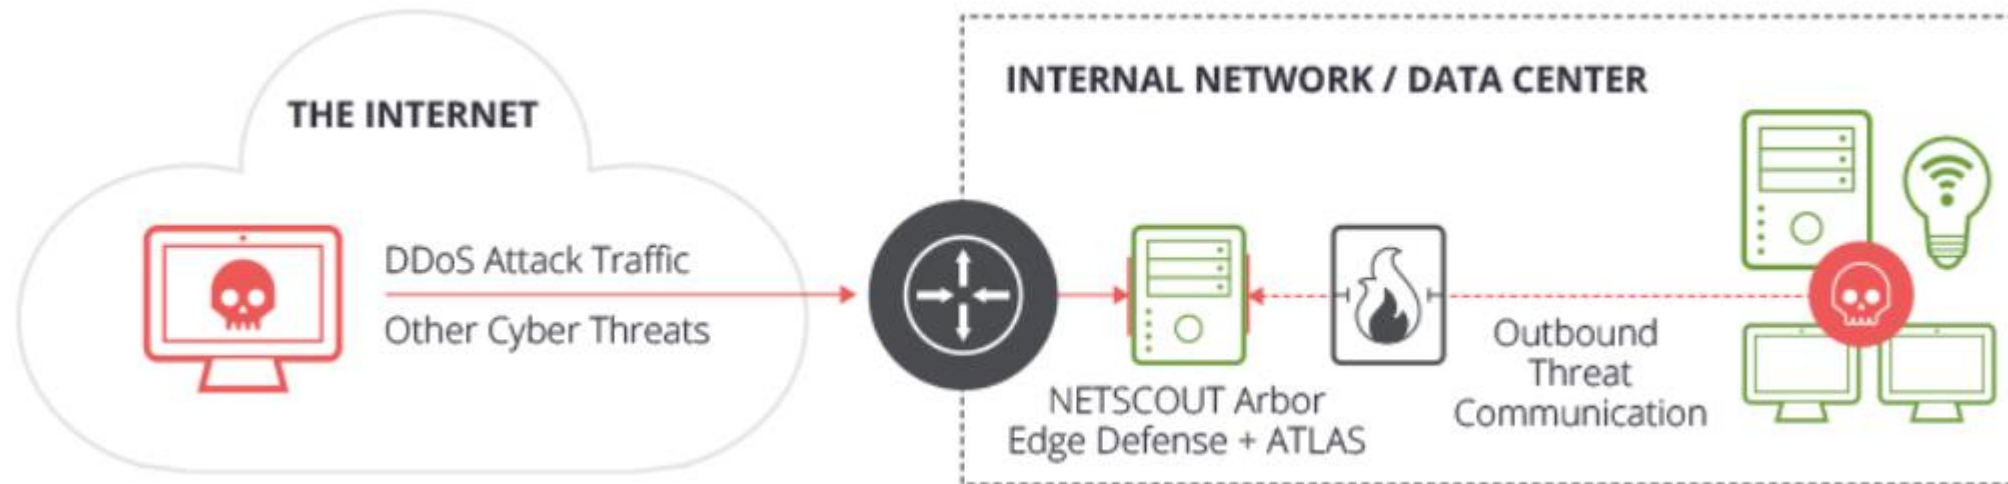 THE INTERNET
DDoS Attack Traffic
Other Cyber Threats
INTERNAL NETWORK / DATA CENTER
NETSCOUT Arbor
Edge Defense + ATLAS
Outbound
Threat
Communication